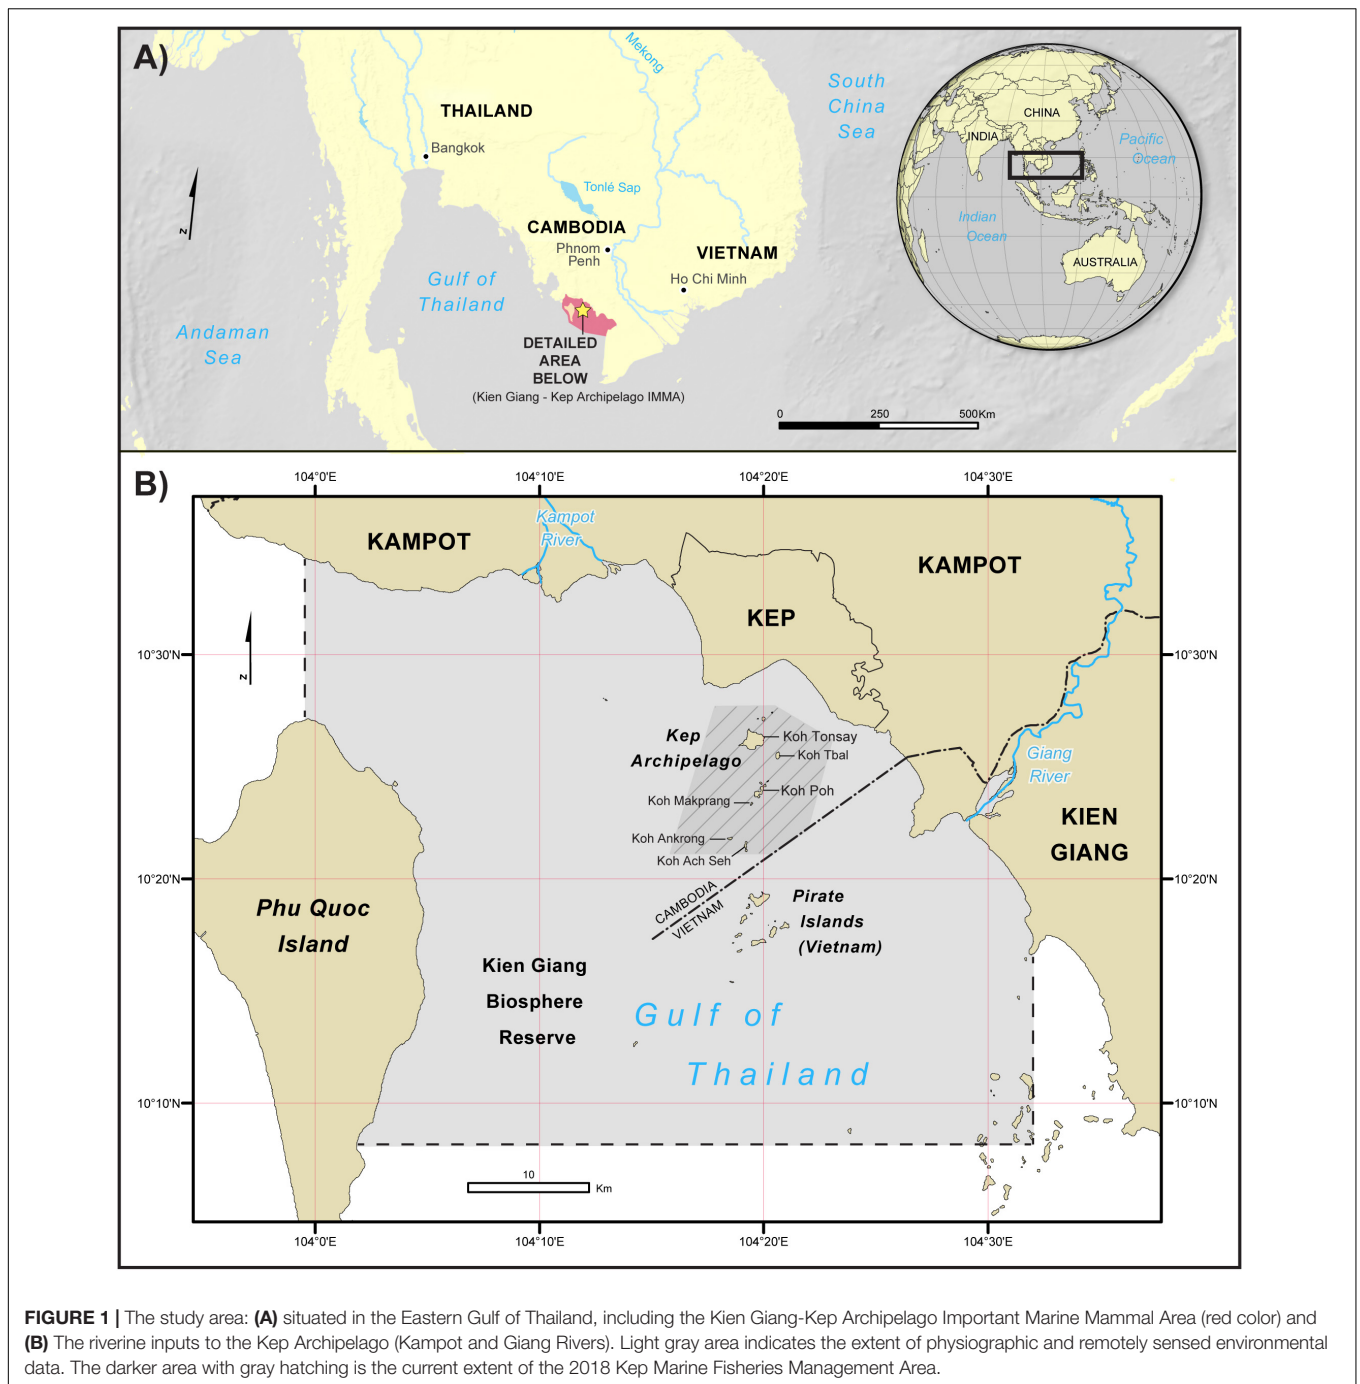 A)
Mekong
South
China
Sea
THAILAND
Bangkok
CHINA
INDIA
Pacific
Ocean
Tonlé Sap
N
CAMBODIA
Phnom
Penh
VIETNAM
Indian
Ocean
AUSTRALIA
Ho Chi Minh
Gulf of
Thailand
Andaman
Sea
DETAILED
AREA
BELOW
(Kien Giang - Kep Archipelago IMMA)
0 250 500Km
B)
104°0'E 104°10'E 104°20'E 104°30'E
Kampot
River
KAMPOT
KAMPOT
KEP
10°30'N 10°30'N
N
Kep
Archipelago
Koh Tonsay
Koh Tbal
Koh Poh
Koh Makprang
Koh Ankrong
Koh Ach Seh
Giang
River
KIEN
GIANG
10°20'N 10°20'N
CAMBODIA
VIETNAM
Pirate
Islands
(Vietnam)
Phu Quoc
Island
Kien Giang
Biosphere
Reserve
Gulf of
Thailand
10°10'N 10°10'N
10
Km
104°0'E 104°10'E 104°20'E 104°30'E
FIGURE 1 | The study area: (A) situated in the Eastern Gulf of Thailand, including the Kien Giang-Kep Archipelago Important Marine Mammal Area (red color) and
(B) The riverine inputs to the Kep Archipelago (Kampot and Giang Rivers). Light gray area indicates the extent of physiographic and remotely sensed environmental
data. The darker area with gray hatching is the current extent of the 2018 Kep Marine Fisheries Management Area.